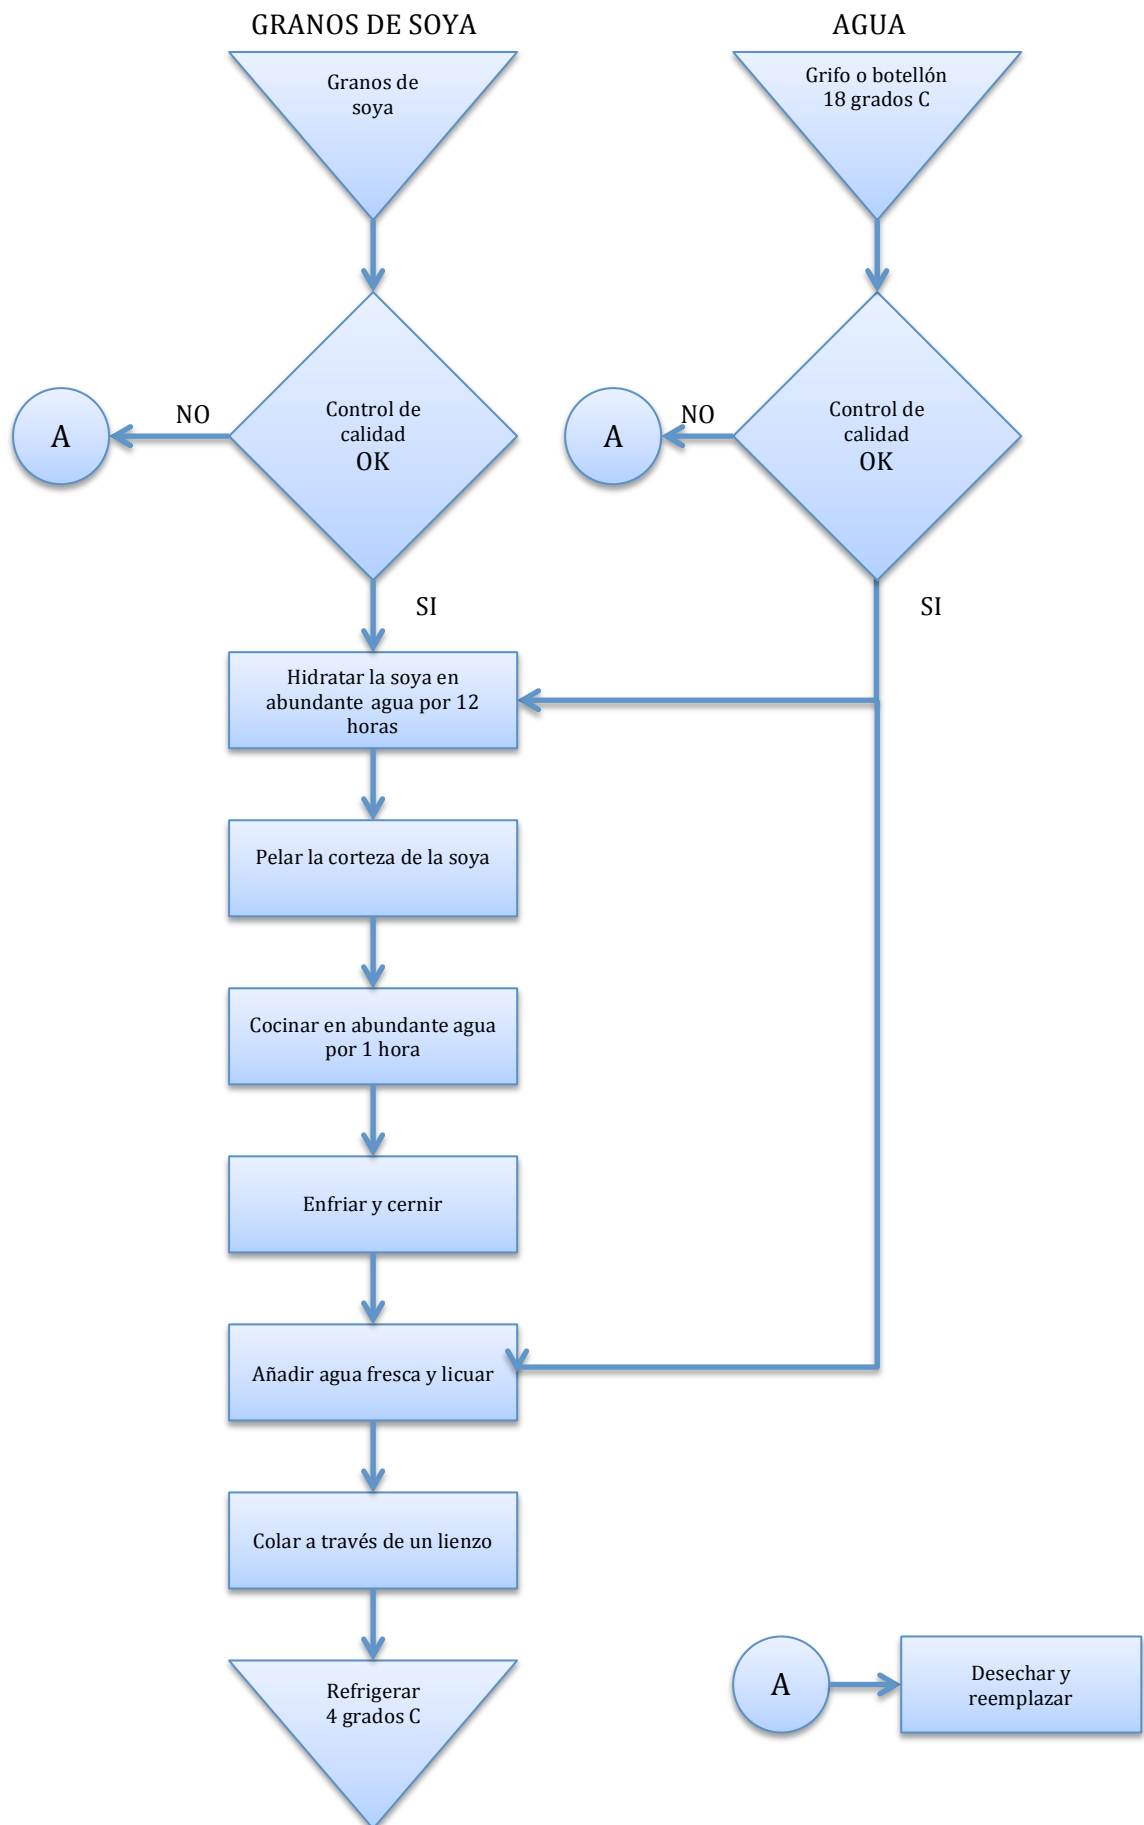 GRANOS DE SOYA
AGUA
Granos de
soya
Grifo o botellón
18 grados C
Control de
calidad
OK
NO
A
Control de
calidad
OK
NO
A
SI
SI
Hidratar la soya en
abundante agua por 12
horas
Pelar la corteza de la soya
Cocinar en abundante agua
por 1 hora
Enfriar y cernir
Añadir agua fresca y licuar
Colar a través de un lienzo
Refrigerar
4 grados C
A
Desechar y
reemplazar